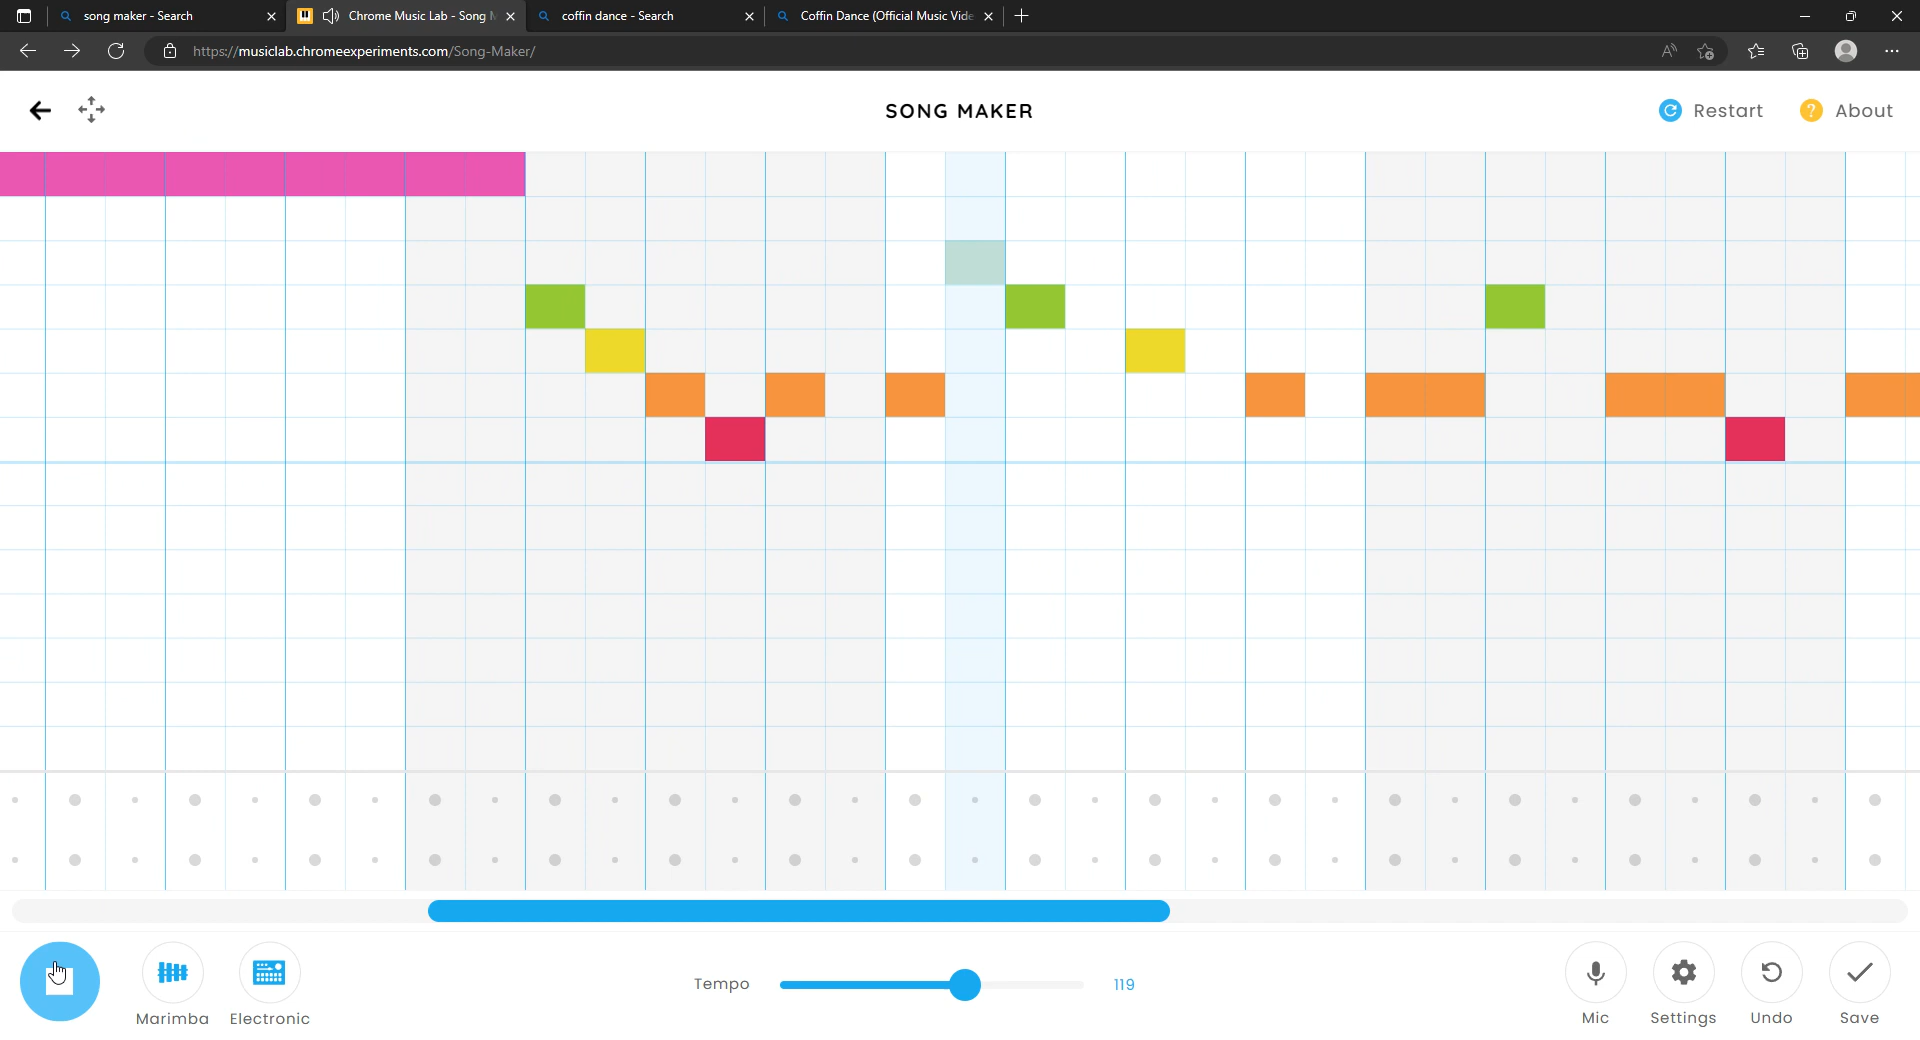 song maker - Search
Chrome Music Lab - Song M
coffin dance - Search
Coffin Dance (Official Music Vide
https://musiclab.chromeexperiments.com/Song-Maker/
SONG MAKER
Restart
? About
Tempo
119
Marimba
Electronic
Mic
Settings
Undo
Save